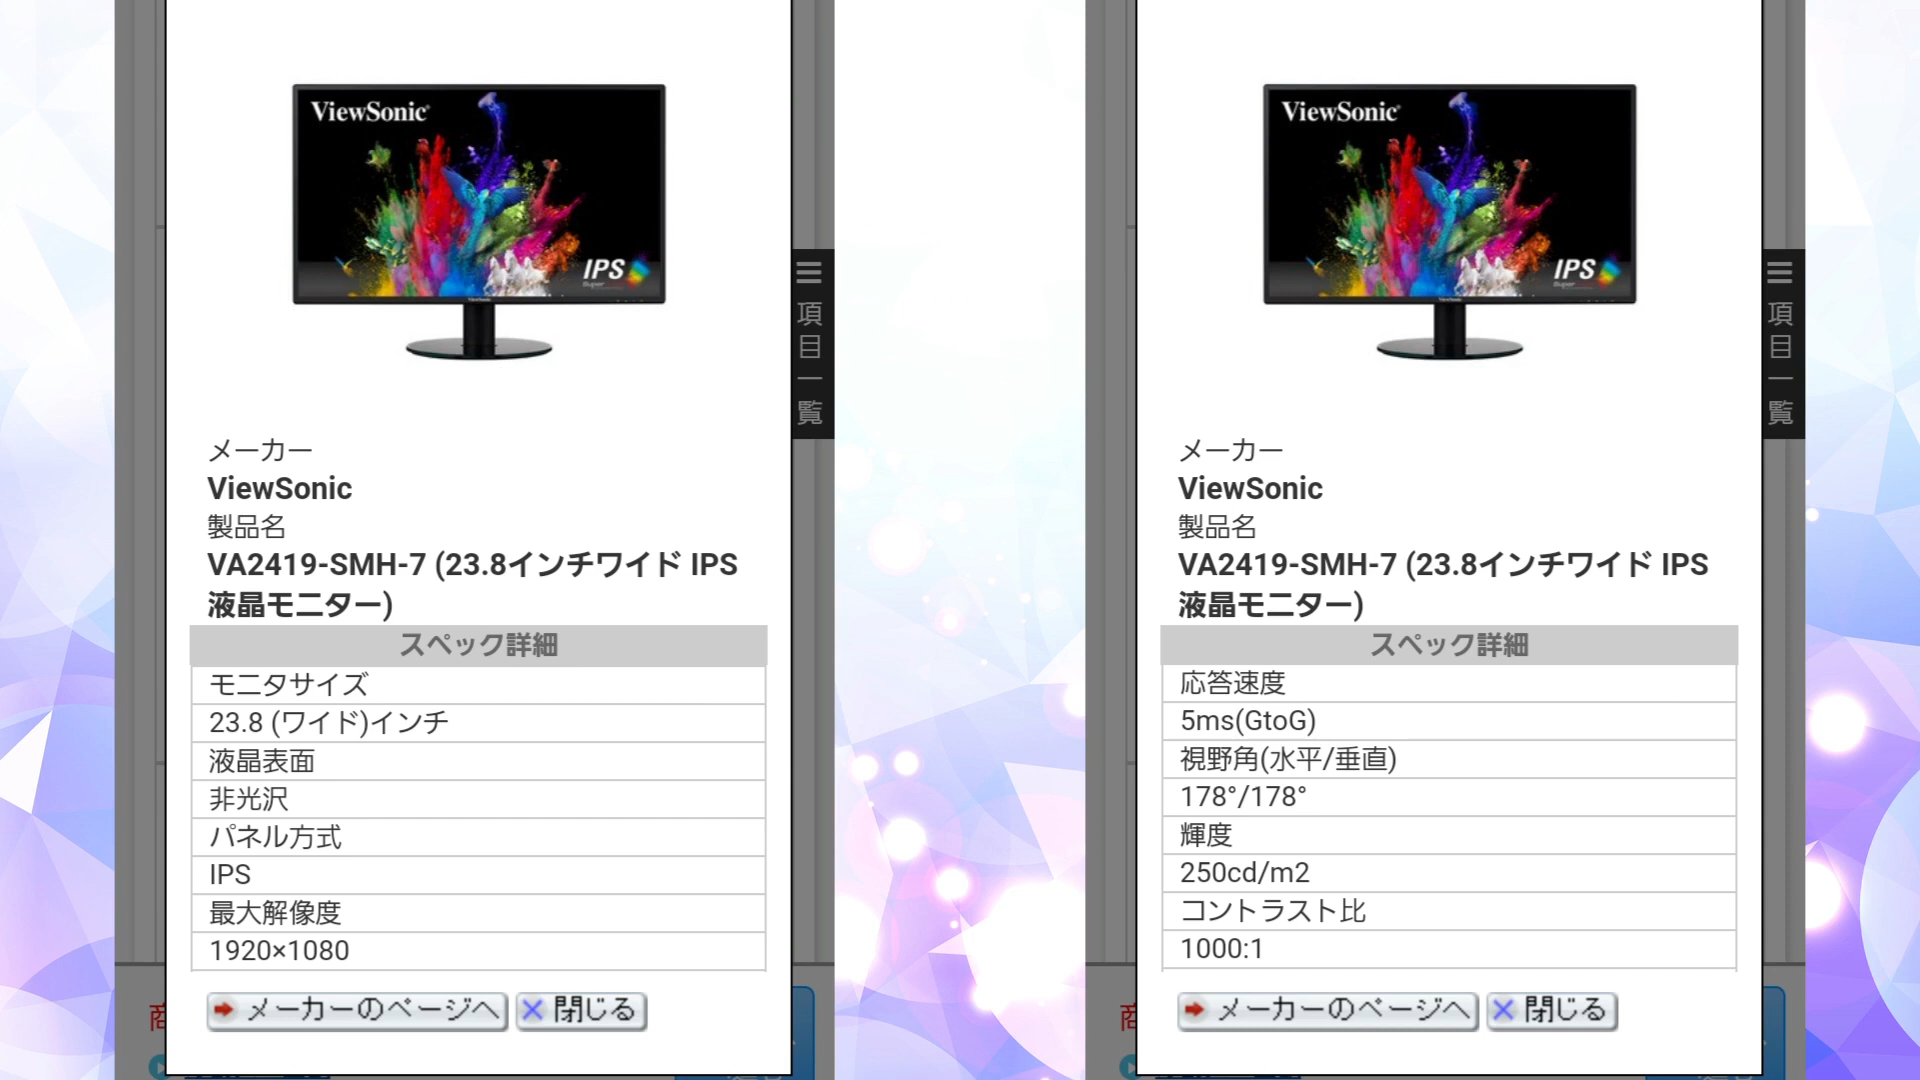 ViewSonic
IPS
Super
項目一覧
メーカー
ViewSonic
製品名
VA2419-SMH-7 (23.8インチワイド IPS
液晶モニター)
スペック詳細
モニタサイズ
23.8 (ワイド)インチ
液晶表面
非光沢
パネル方式
IPS
最大解像度
1920×1080
メーカーのページへ
閉じる
商
ViewSonic
IPS
Super
項目一覧
メーカー
ViewSonic
製品名
VA2419-SMH-7 (23.8インチワイド IPS
液晶モニター)
スペック詳細
応答速度
5ms(GtoG)
視野角(水平/垂直)
178°/178°
輝度
250cd/m2
コントラスト比
1000:1
メーカーのページへ
閉じる
商